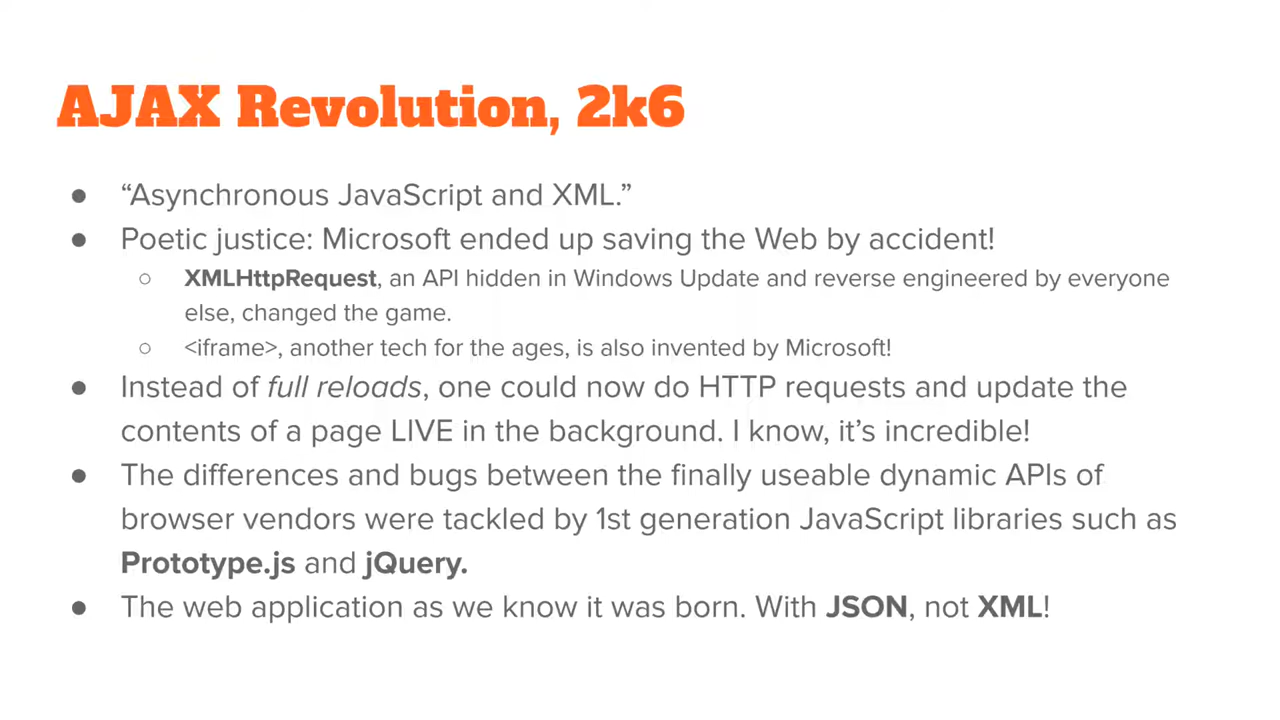 AJAX Revolution, 2k6
● “Asynchronous JavaScript and XML.”
● Poetic justice: Microsoft ended up saving the Web by accident!
○ XMLHttpRequest, an API hidden in Windows Update and reverse engineered by everyone
else, changed the game.
○ <iframe>, another tech for the ages, is also invented by Microsoft!
● Instead of full reloads, one could now do HTTP requests and update the
contents of a page LIVE in the background. I know, it’s incredible!
● The differences and bugs between the finally useable dynamic APIs of
browser vendors were tackled by 1st generation JavaScript libraries such as
Prototype.js and jQuery.
● The web application as we know it was born. With JSON, not XML!